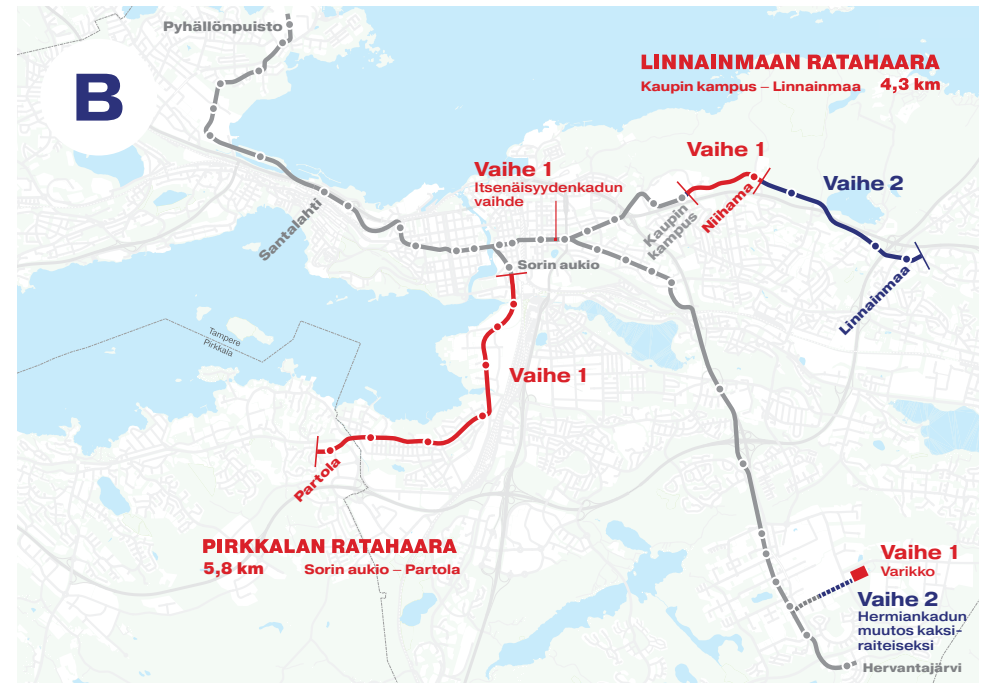 Pyhällönpuisto
B
LINNAINMAAN RATAHAARA
Kaupin kampus – Linnainmaa 4,3 km
Vaihe 1
Vaihe 1
Itsenäisyydenkadun
vaihde
Vaihe 2
Kaupin
kampus
Niihama
Santalahti
Sorin aukio
Linnainmaa
Tampere
Pirkkala
Vaihe 1
Partola
PIRKKALAN RATAHAARA
5,8 km Sorin aukio – Partola
Vaihe 1
Varikko
Vaihe 2
Hermiankadun
muutos kaksi-
raiteiseksi
Hervantajärvi